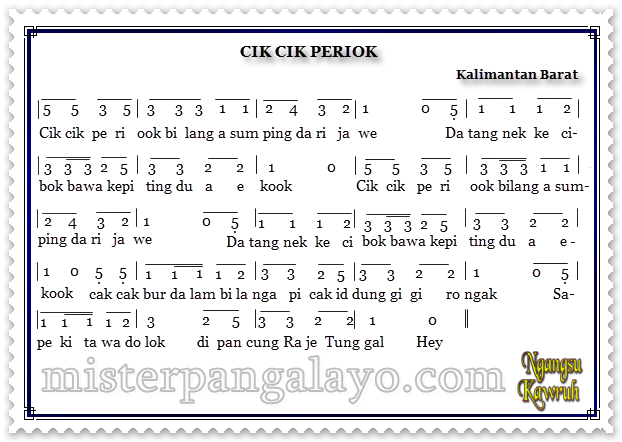 CIK CIK PERIOK
Kalimantan Barat
|5 5 3 5|3 3 3 1 1|2 4 3 2|1 0 5|1 1 1 2|
Cik cik pe ri ook bi lang a sum ping da ri ja we Da tang nek ke ci-
3 3 3 2 5|3 3 2 2|1 0|5 5 3 5|3 3 3 1 1|
bok bawa kepi ting du a e kook Cik cik pe ri ook bilang a sum-
|2 4 3 2|1 0 5|1 1 1 2|3 3 3 2 5|3 3 2 2|
ping da ri ja we Da tang nek ke ci bok bawa kepi ting du a e-
|1 0 5 5|1 1 1 1 2|3 3 2 5|3 3 2 2|1 0 5|
kook cak cak bur da lam bi la nga pi cak id dung gi gi ro ngak Sa-
|1 1 1 1 2|3 2 5|3 3 2 2|1 0||
pe ki ta wa do lok di pan cung Ra je Tung gal Hey
misterpangalayo.com
Ngangsu
Kawruh